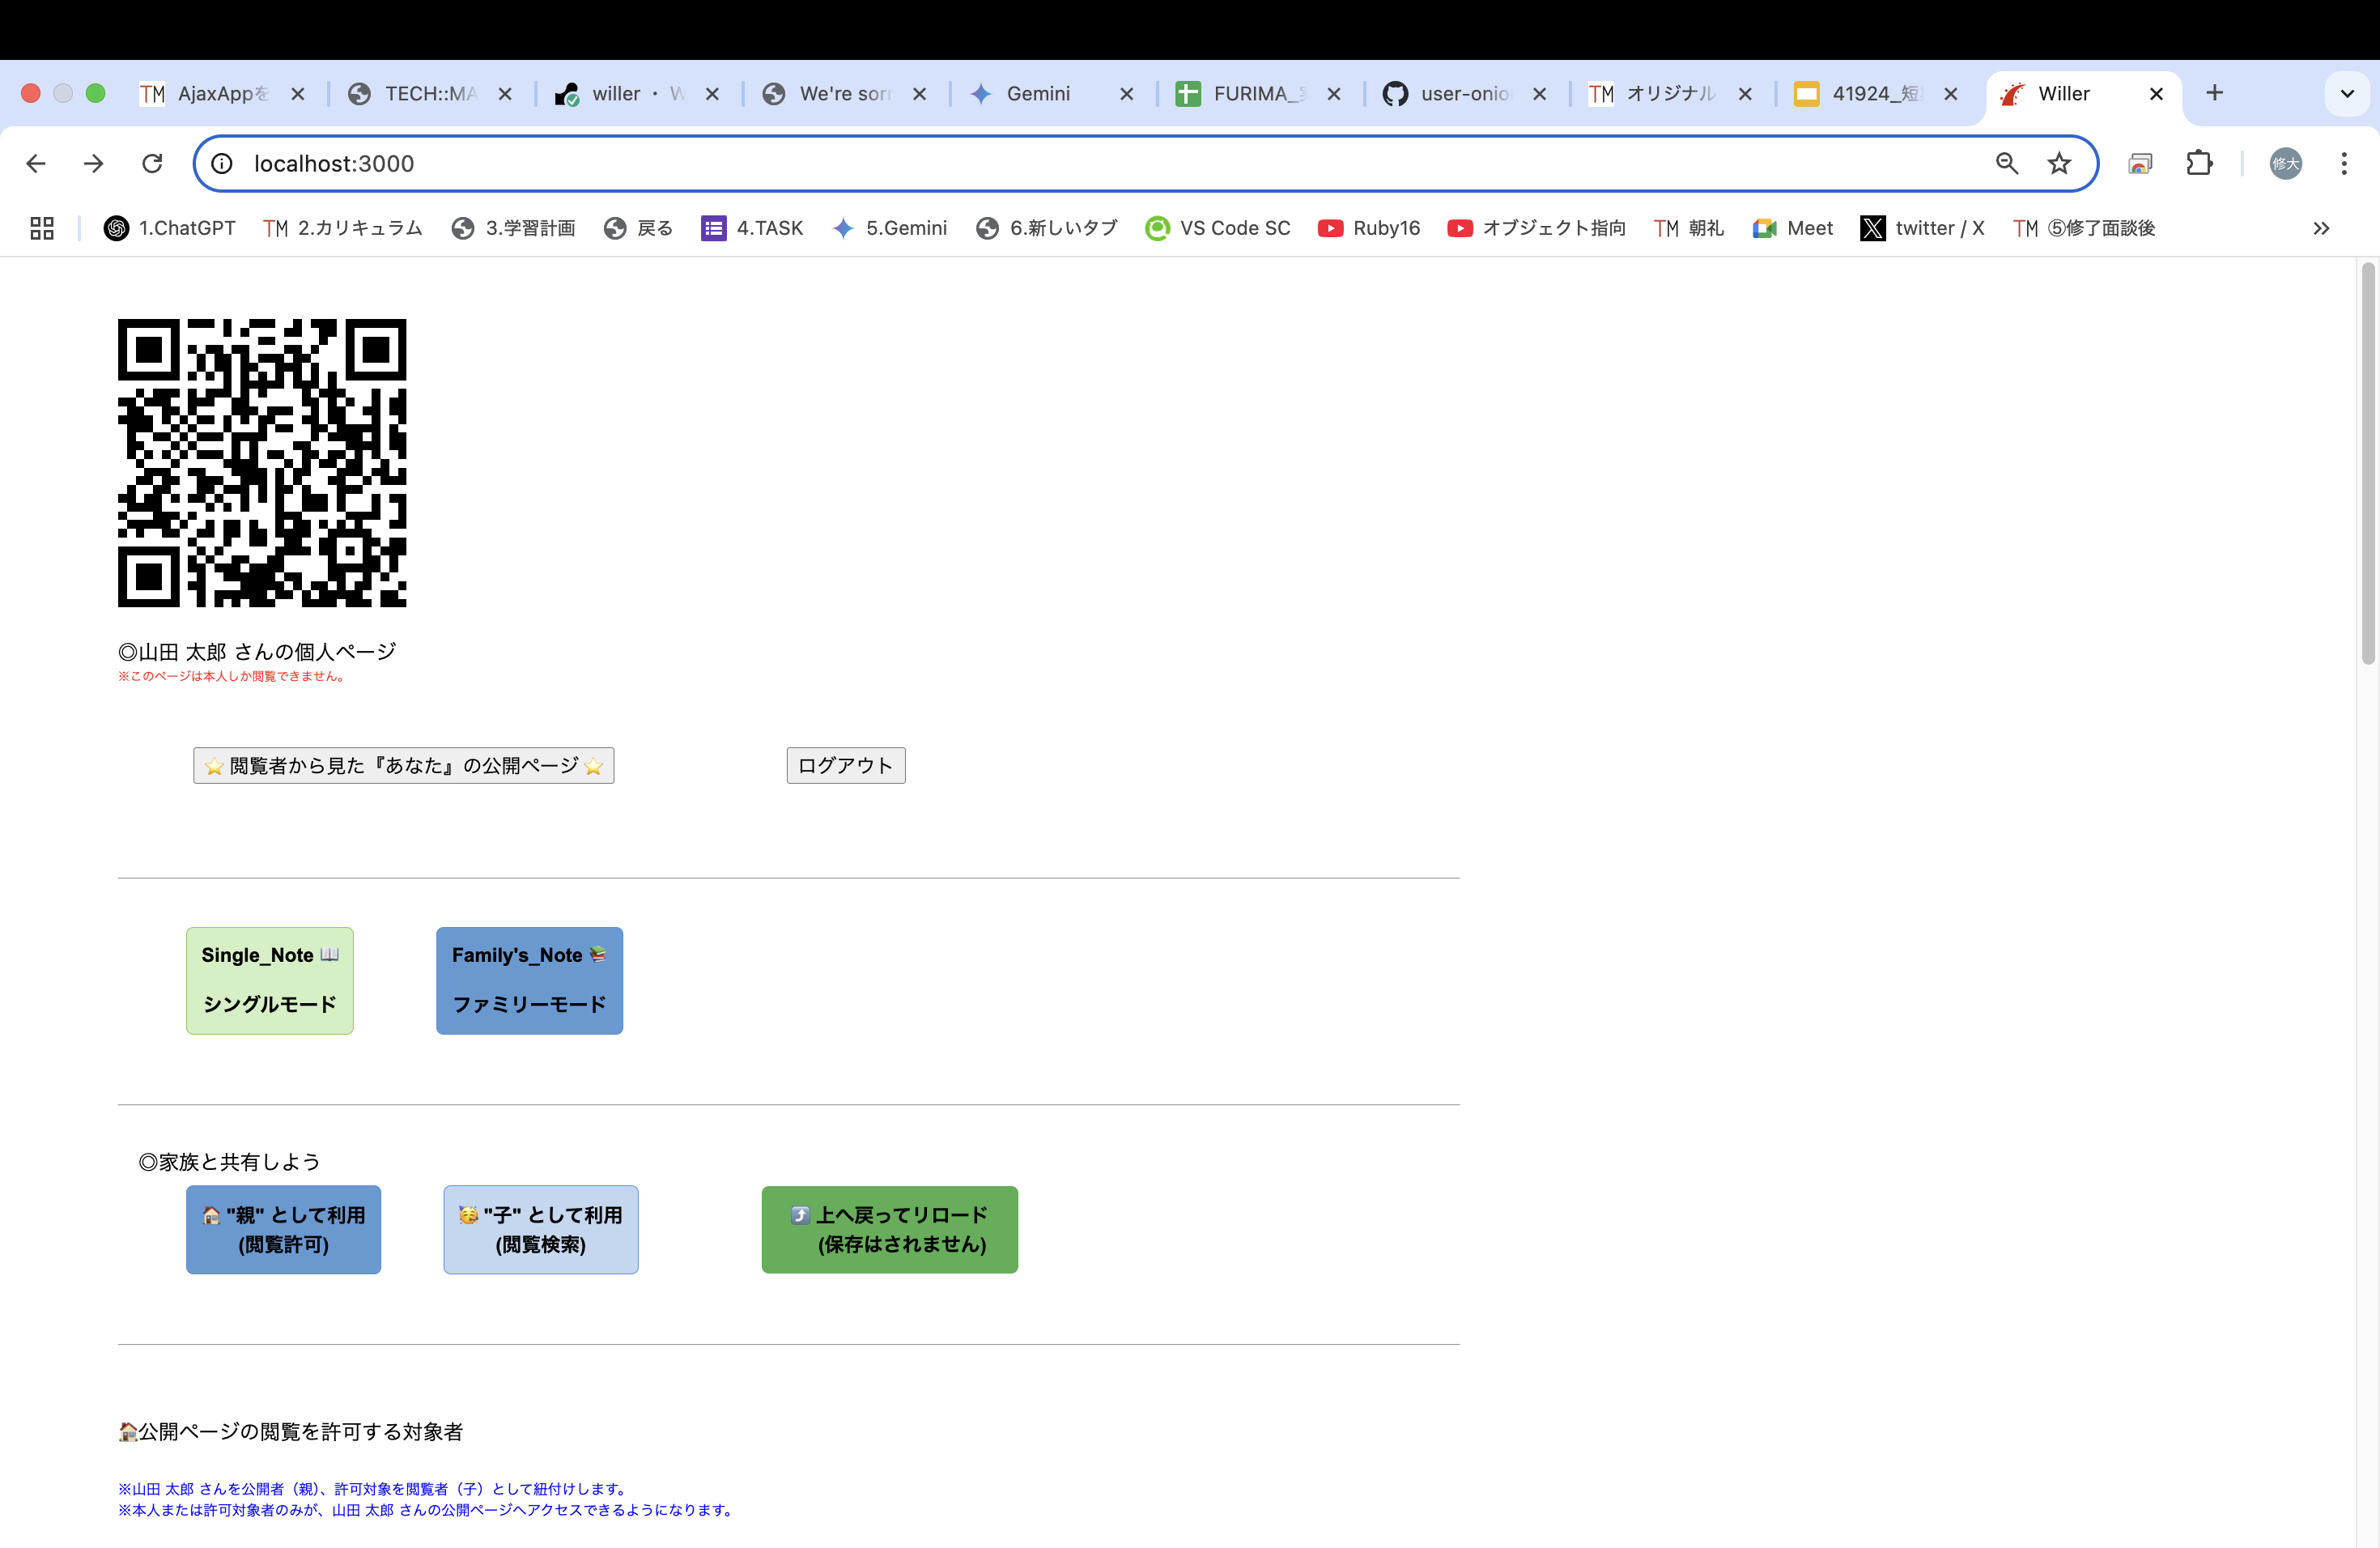 AjaxAppを
TECH::MA
willer ・ W
We're sorr
Gemini
FURIMA_実
user-onio
オリジナル
41924_短
Willer
localhost:3000
修大
1.ChatGPT
TM 2.カリキュラム
3.学習計画
戻る
4.TASK
5.Gemini
6.新しいタブ
VS Code SC
Ruby16
オブジェクト指向
TM 朝礼
Meet
twitter / X
TM ⑤修了面談後
◎山田 太郎 さんの個人ページ
※このページは本人しか閲覧できません。
⭐️ 閲覧者から見た『あなた』の公開ページ ⭐️
ログアウト
Single_Note 📖
シングルモード
Family's_Note 📚
ファミリーモード
◎家族と共有しよう
🏠 "親" として利用
(閲覧許可)
🥳 "子" として利用
(閲覧検索)
⤴️ 上へ戻ってリロード
(保存はされません)
🏠公開ページの閲覧を許可する対象者
※山田 太郎 さんを公開者（親）、許可対象を閲覧者（子）として紐付けします。
※本人または許可対象者のみが、山田 太郎 さんの公開ページへアクセスできるようになります。